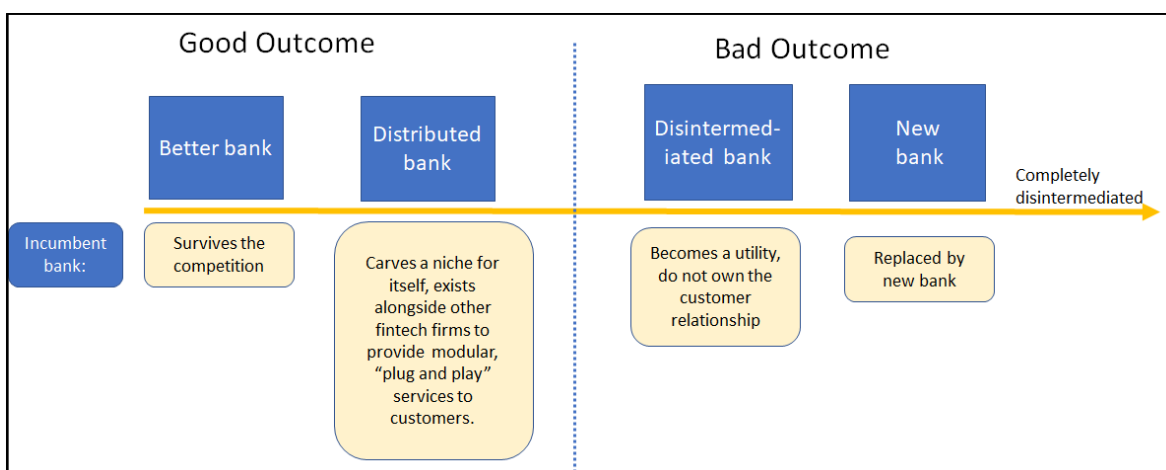 Good Outcome
Bad Outcome
Better bank
Distributed
bank
Disintermed-
iated bank
New
bank
Completely
disintermediated
Incumbent
bank:
Survives the
competition
Carves a niche for
itself, exists
alongside other
fintech firms to
provide modular,
“plug and play”
services to
customers.
Becomes a utility,
do not own the
customer
relationship
Replaced by
new bank